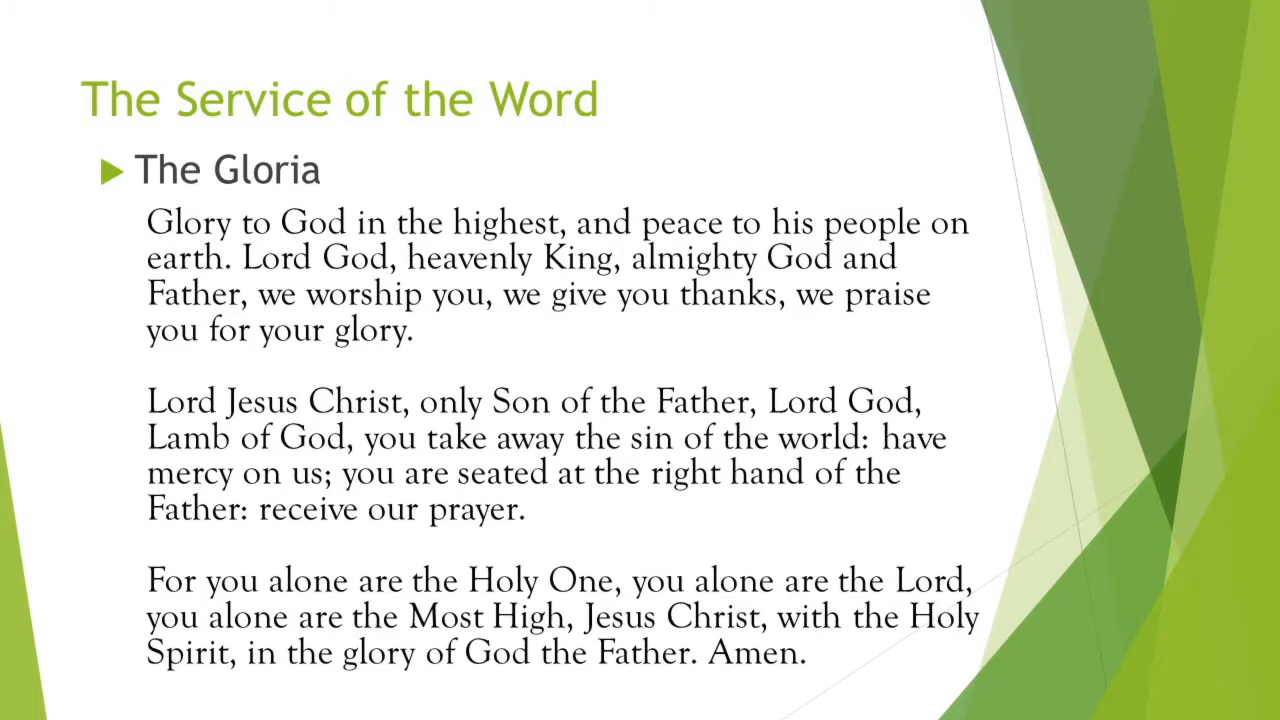 The Service of the Word
The Gloria
Glory to God in the highest, and peace to his people on
earth. Lord God, heavenly King, almighty God and
Father, we worship you, we give you thanks, we praise
you for your glory.
Lord Jesus Christ, only Son of the Father, Lord God,
Lamb of God, you take away the sin of the world: have
mercy on us; you are seated at the right hand of the
Father: receive our prayer.
For you alone are the Holy One, you alone are the Lord,
you alone are the Most High, Jesus Christ, with the Holy
Spirit, in the glory of God the Father. Amen.